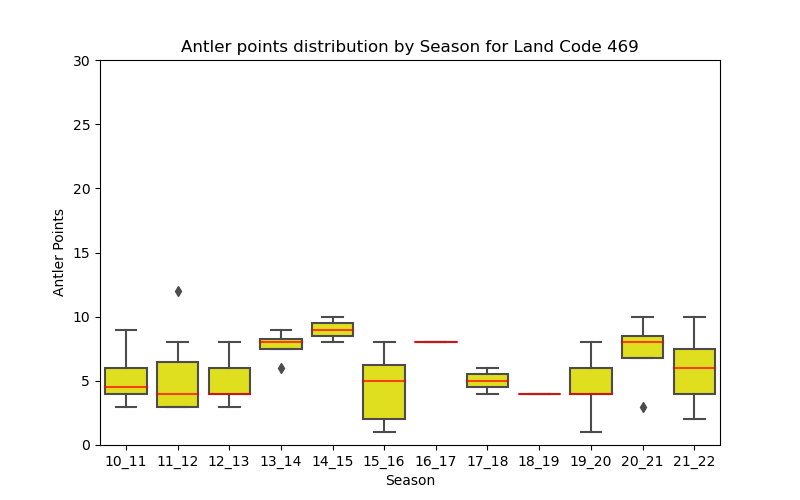 Antler points distribution by Season for Land Code 469
30
25
20
15
10
5
0
Antler Points
10_11 11_12 12_13 13_14 14_15 15_16 16_17 17_18 18_19 19_20 20_21 21_22
Season